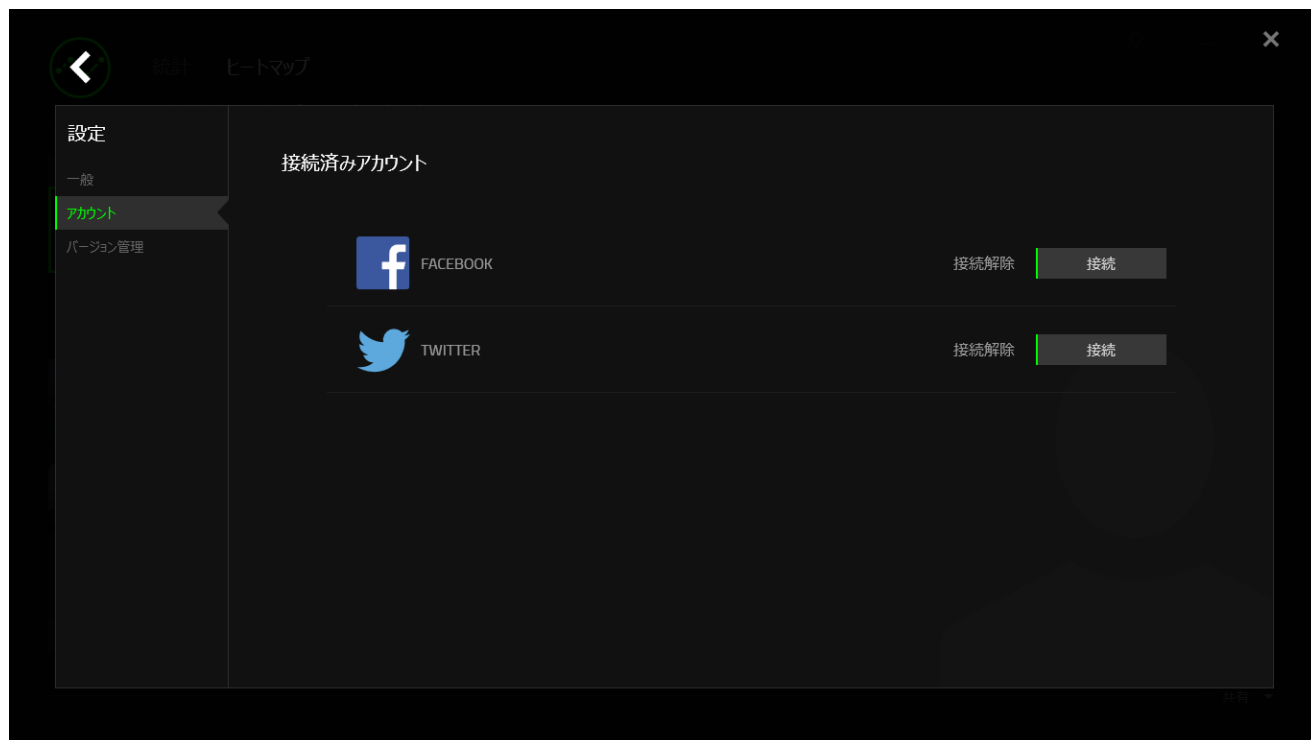 統計 ヒートマップ
設定
一般
アカウント
バージョン管理
接続済みアカウント
FACEBOOK 接続解除 接続
TWITTER 接続解除 接続
共有